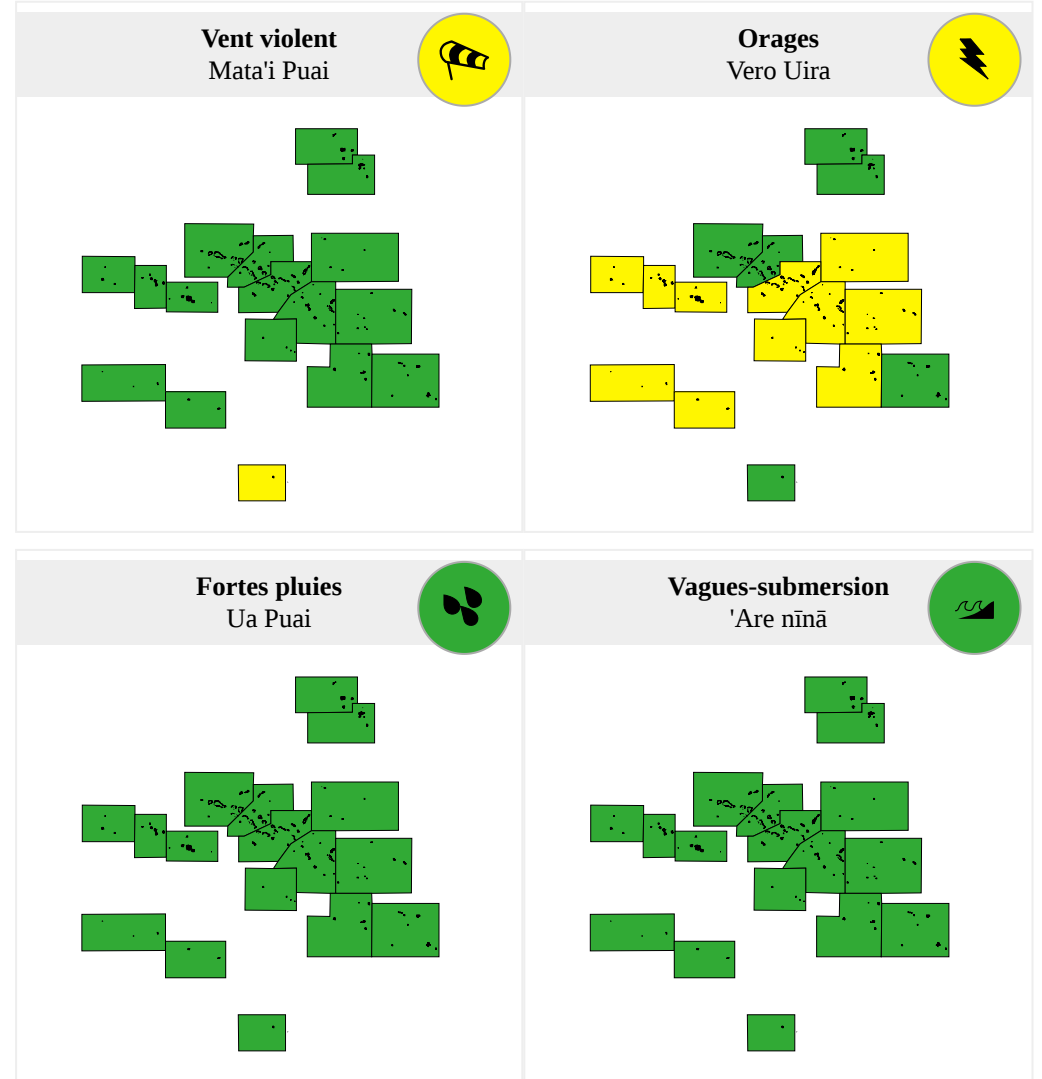 Vent violent
Mata'i Puai
Orages
Vero Uira
Fortes pluies
Ua Puai
Vagues-submersion
'Are nīnā